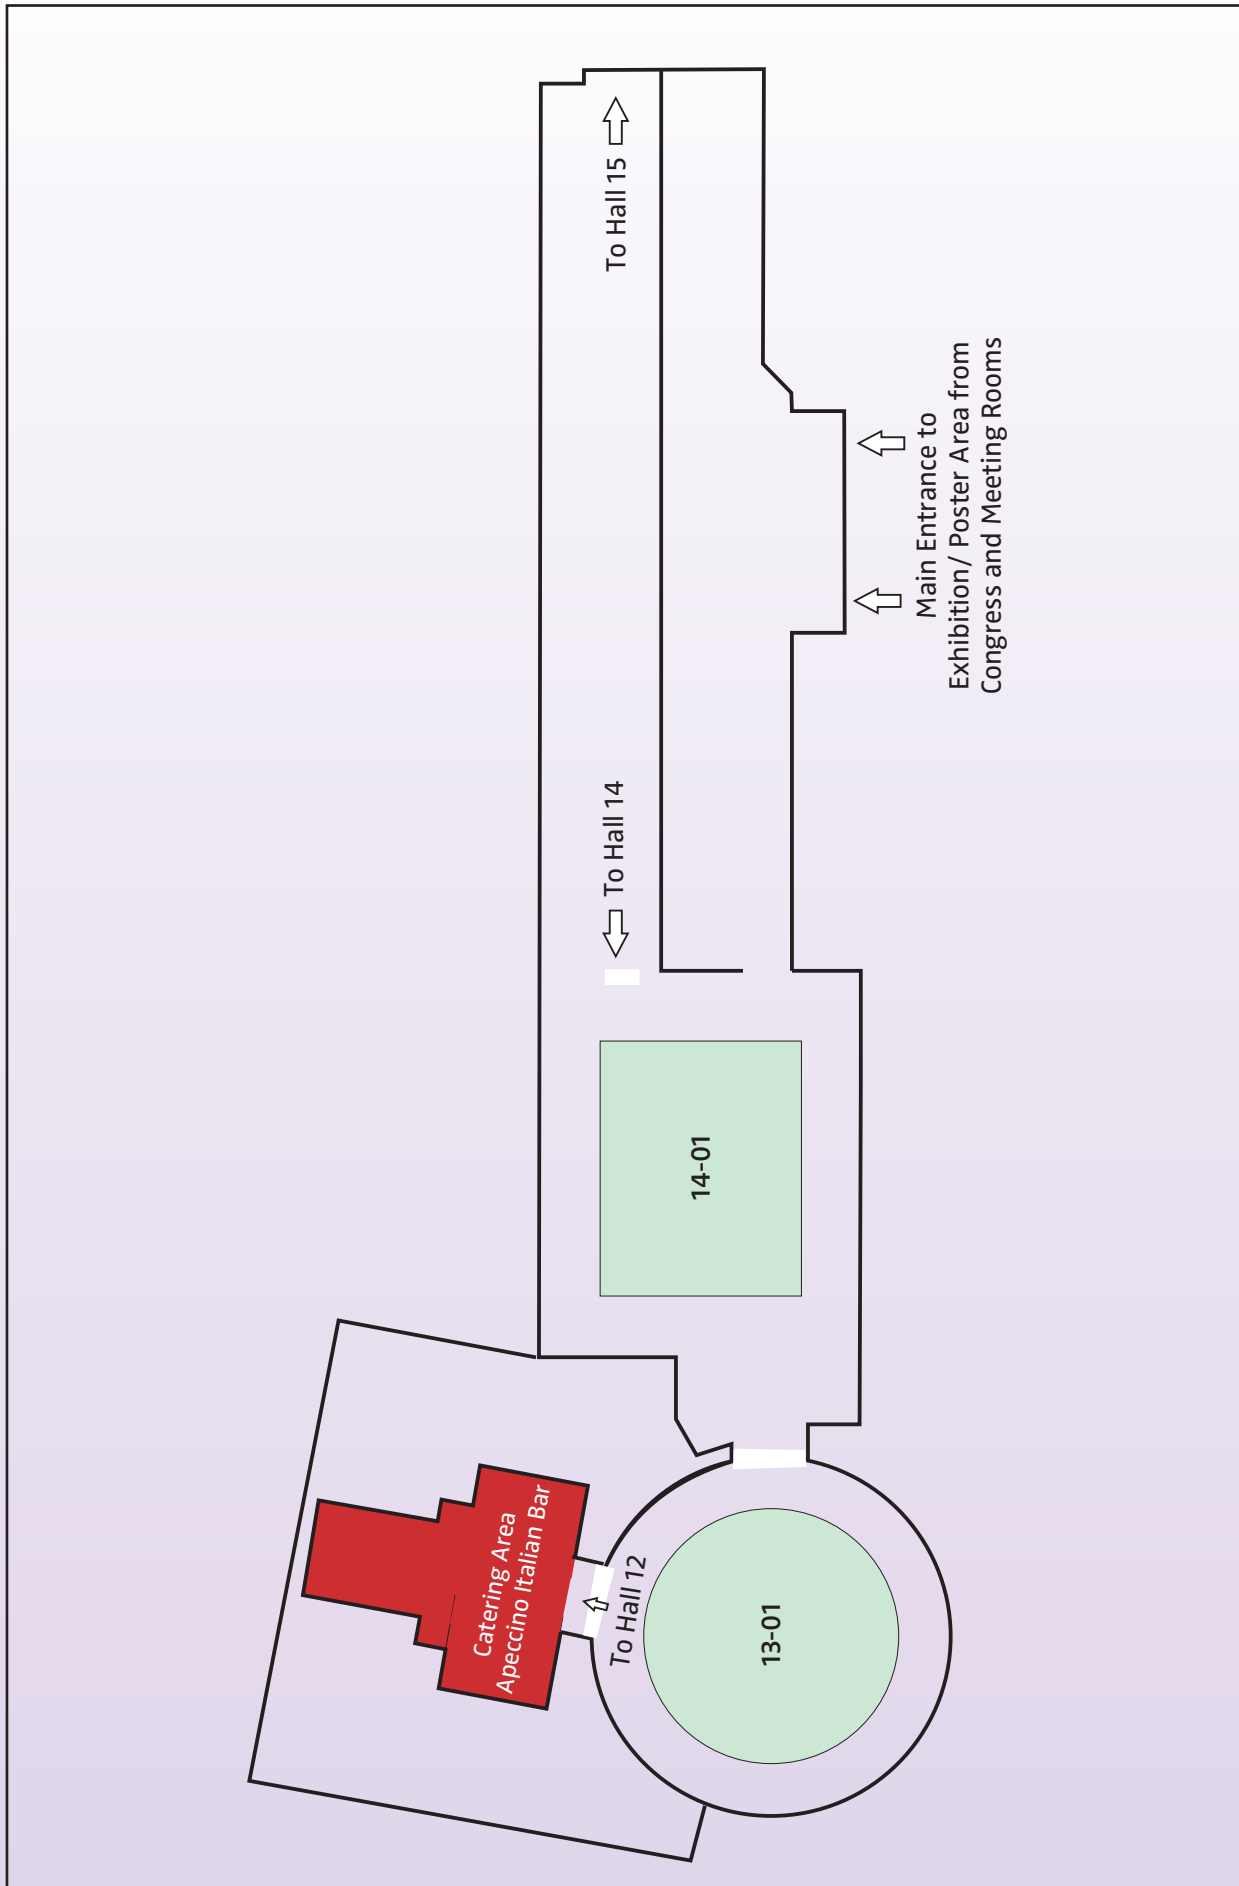 To Hall 15
Main Entrance to
Exhibition/ Poster Area from
Congress and Meeting Rooms
To Hall 14
14-01
Catering Area
Apeccino Italian Bar
To Hall 12
13-01